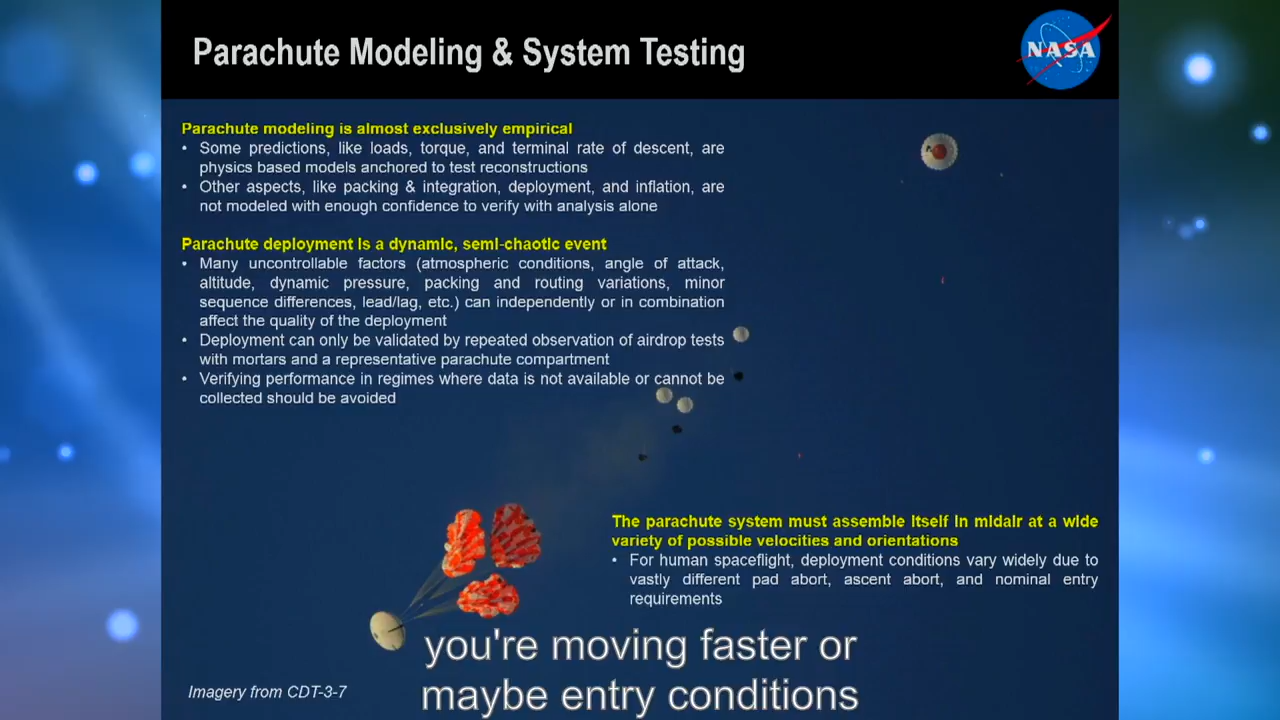 Parachute Modeling & System Testing
NASA
Parachute modeling is almost exclusively empirical
• Some predictions, like loads, torque, and terminal rate of descent, are
physics based models anchored to test reconstructions
• Other aspects, like packing & integration, deployment, and inflation, are
not modeled with enough confidence to verify with analysis alone
Parachute deployment is a dynamic, semi-chaotic event
• Many uncontrollable factors (atmospheric conditions, angle of attack,
altitude, dynamic pressure, packing and routing variations, minor
sequence differences, lead/lag, etc.) can independently or in combination
affect the quality of the deployment
• Deployment can only be validated by repeated observation of airdrop tests
with mortars and a representative parachute compartment
• Verifying performance in regimes where data is not available or cannot be
collected should be avoided
The parachute system must assemble itself in midair at a wide
variety of possible velocities and orientations
• For human spaceflight, deployment conditions vary widely due to
vastly different pad abort, ascent abort, and nominal entry
requirements
you're moving faster or
maybe entry conditions
Imagery from CDT-3-7